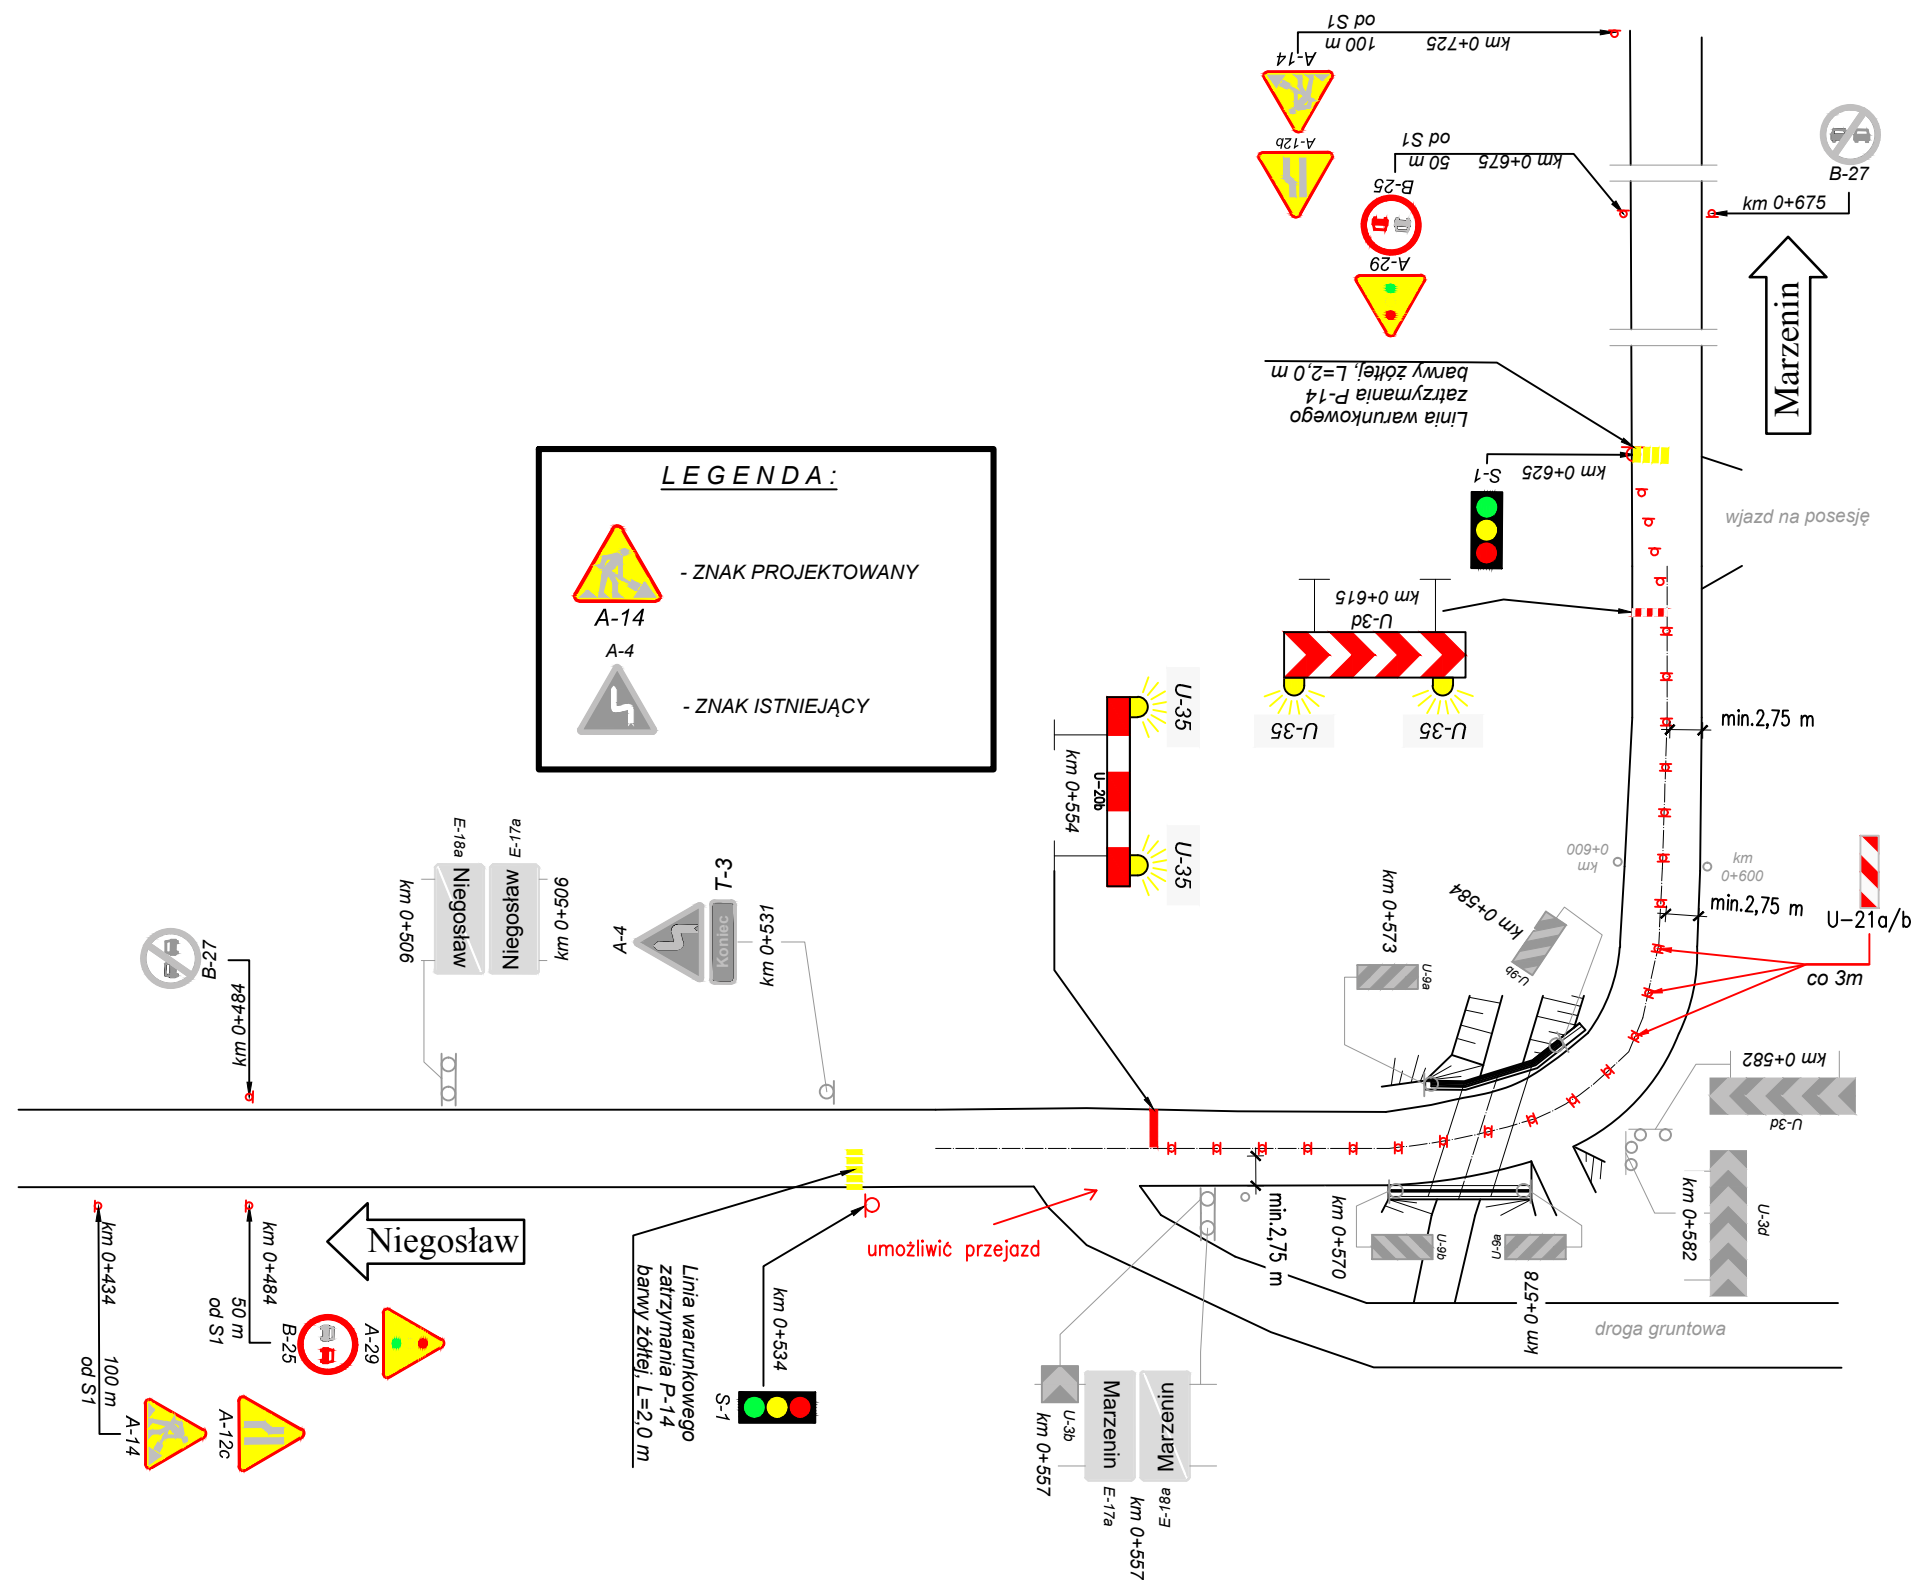 od S1
100 m
km 0+725
A-14
A-12b
od S1
50 m
km 0+675
B-25
A-29
B-27
km 0+675
Marzenin
Linia warunkowego
zatrzymania P-14
barwy żółtej, L=2,0 m
S-1
km 0+625
wjazd na posesję
LEGENDA:
A-14
- ZNAK PROJEKTOWANY
A-4
- ZNAK ISTNIEJĄCY
km 0+615
U-3d
U-35
U-35
U-35
U-35
U-20b
km 0+554
min.2,75 m
km
0+600
km
0+600
min.2,75 m
U-21a/b
co 3m
E-18a
Niegosław
km 0+506
E-17a
Niegosław
km 0+506
T-3
Koniec
A-4
km 0+531
B-27
km 0+484
km 0+573
U-9a
km 0+584
U-9b
km 0+582
U-3d
U-3d
km 0+582
Niegosław
km 0+434
100 m
od S1
A-14
A-12c
km 0+484
50 m
od S1
B-25
A-29
Linia warunkowego
zatrzymania P-14
barwy żółtej, L=2,0 m
km 0+534
S-1
umożliwić przejazd
min.2,75 m
km 0+570
U-9b
U-9a
km 0+578
droga gruntowa
U-3b
km 0+557
Marzenin
E-17a
Marzenin
E-18a
km 0+557